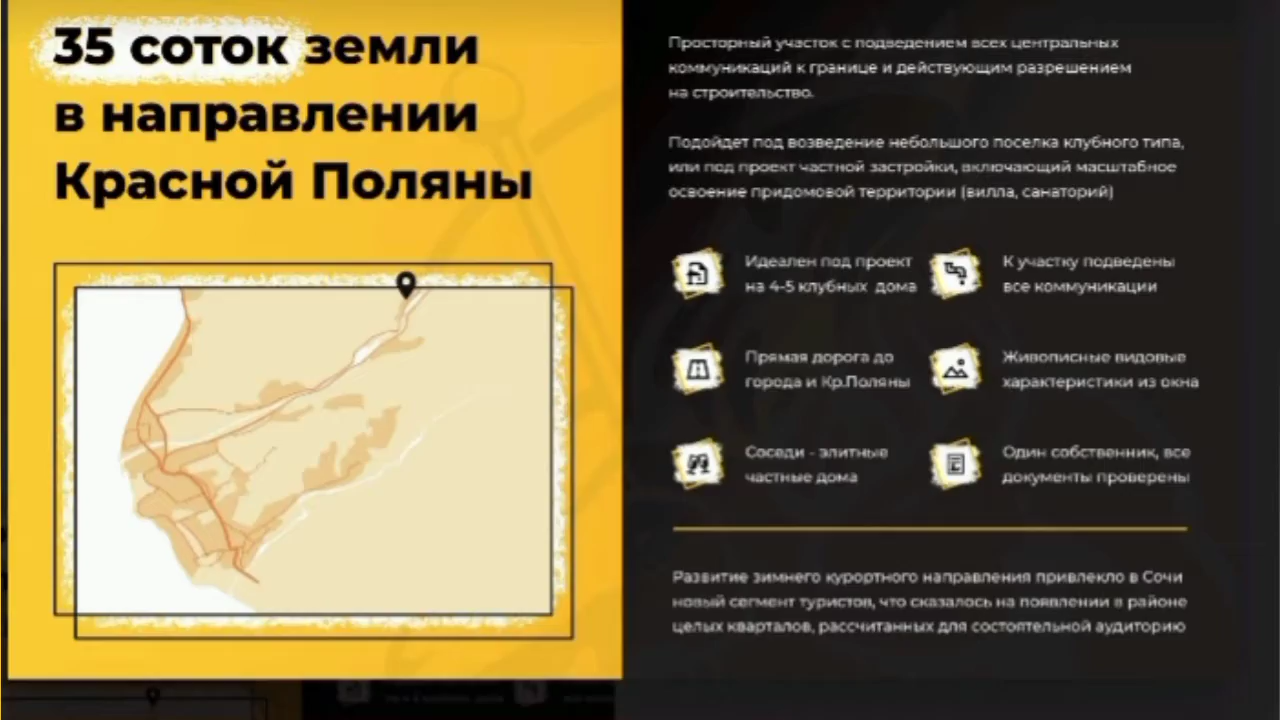 35 соток земли
в направлении
Красной Поляны
Просторный участок с подведением всех центральных
коммуникаций к границе и действующим разрешением
на строительство.
Подойдет под возведение небольшого поселка клубного типа,
или под проект частной застройки, включающий масштабное
освоение придомовой территории (вилла, санаторий)
Идеален под проект
на 4-5 клубных дома
К участку подведены
все коммуникации
Прямая дорога до
города и Кр.Поляны
Живописные видовые
характеристики из окна
Соседи - элитные
частные дома
Один собственник, все
документы проверены
Развитие зимнего курортного направления привлекло в Сочи
новый сегмент туристов, что сказалось на появлении в районе
целых кварталов, рассчитанных для состоятельной аудиторию